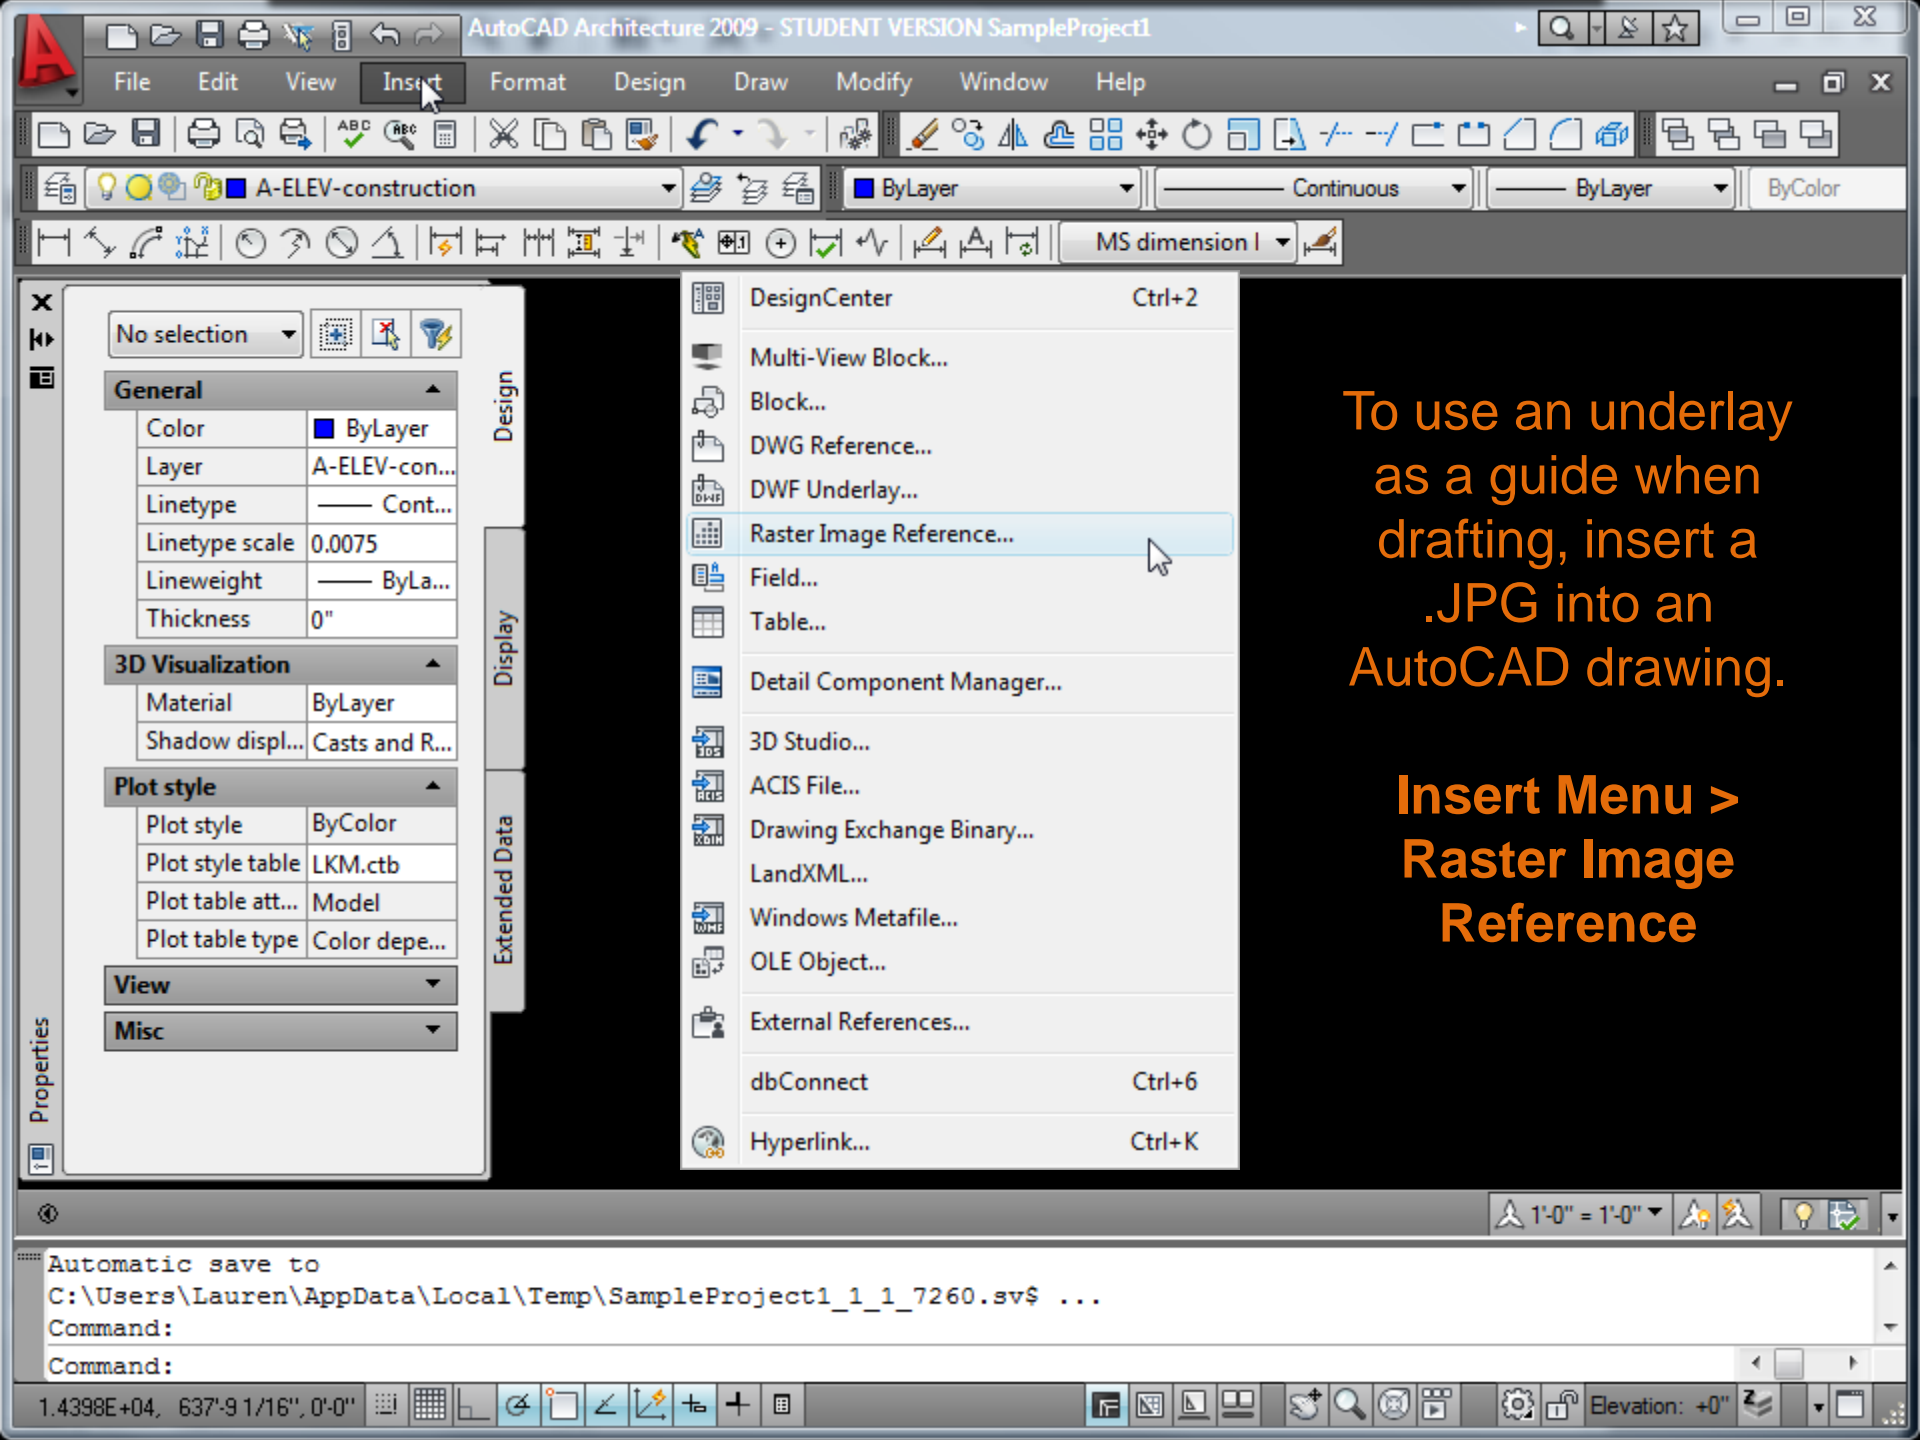 AutoCAD Architecture 2009 - STUDENT VERSION SampleProject1
File Edit View Insert Format Design Draw Modify Window Help
A-ELEV-construction ByLayer Continuous ByLayer ByColor
MS dimension l
No selection
General
Color ByLayer
Layer A-ELEV-con...
Linetype Cont...
Linetype scale 0.0075
Lineweight ByLa...
Thickness 0"
3D Visualization
Material ByLayer
Shadow displ... Casts and R...
Plot style
Plot style ByColor
Plot style table LKM.ctb
Plot table att... Model
Plot table type Color depe...
View
Misc
Design
Display
Extended Data
Properties
DesignCenter Ctrl+2
Multi-View Block...
Block...
DWG Reference...
DWF Underlay...
Raster Image Reference...
Field...
Table...
Detail Component Manager...
3D Studio...
ACIS File...
Drawing Exchange Binary...
LandXML...
Windows Metafile...
OLE Object...
External References...
dbConnect Ctrl+6
Hyperlink... Ctrl+K
To use an underlay
as a guide when
drafting, insert a
.JPG into an
AutoCAD drawing.
Insert Menu >
Raster Image
Reference
1'-0" = 1'-0"
Automatic save to
C:\Users\Lauren\AppData\Local\Temp\SampleProject1_1_1_7260.sv$ ...
Command:
Command:
1.4398E+04, 637'-9 1/16", 0'-0" Elevation: +0"